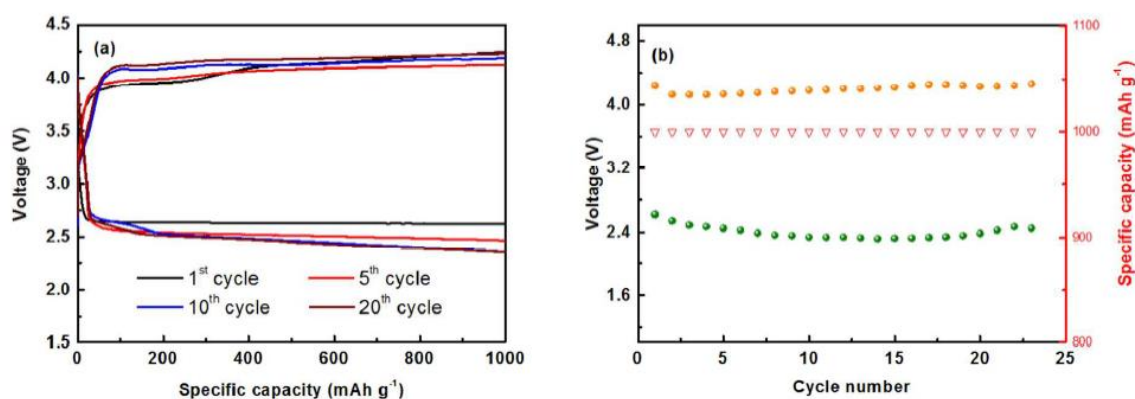 (a)
4.5
4.0
3.5
3.0
2.5
2.0
1.5
Voltage (V)
1st cycle
5th cycle
10th cycle
20th cycle
0 200 400 600 800 1000
Specific capacity (mAh g-1)
(b)
4.8
4.0
3.2
2.4
1.6
Voltage (V)
0 5 10 15 20 25
Cycle number
1100
1000
900
800
Specific capacity (mAh g-1)